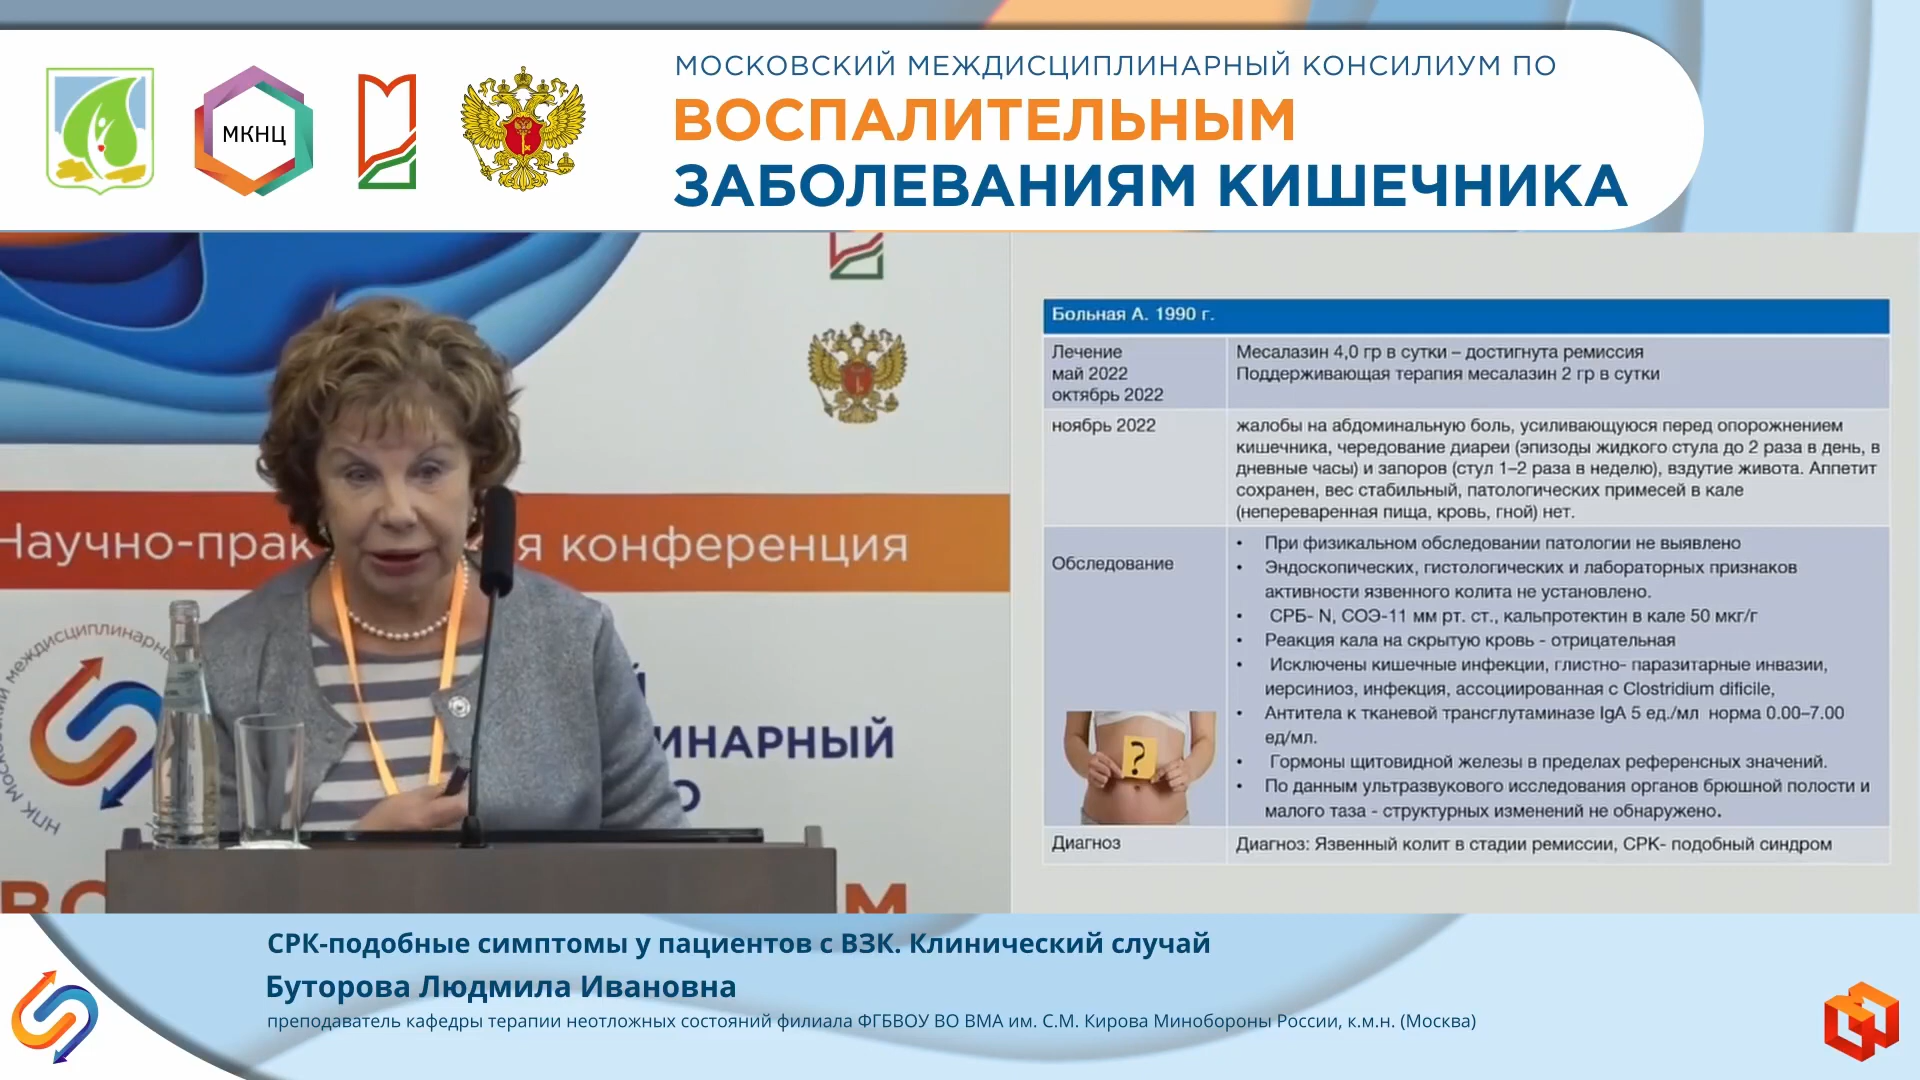 МКНЦ
МОСКОВСКИЙ МЕЖДИСЦИПЛИНАРНЫЙ КОНСИЛИУМ ПО
ВОСПАЛИТЕЛЬНЫМ
ЗАБОЛЕВАНИЯМ КИШЕЧНИКА
Научно-прак я конференция
НПК Московский междисциплинарный
ИНАРНЫЙ
О
ВО М
Больная А. 1990 г.
Лечение
май 2022
октябрь 2022
Месалазин 4,0 гр в сутки – достигнута ремиссия
Поддерживающая терапия месалазин 2 гр в сутки
ноябрь 2022
жалобы на абдоминальную боль, усиливающуюся перед опорожнением
кишечника, чередование диареи (эпизоды жидкого стула до 2 раза в день, в
дневные часы) и запоров (стул 1–2 раза в неделю), вздутие живота. Аппетит
сохранен, вес стабильный, патологических примесей в кале
(непереваренная пища, кровь, гной) нет.
Обследование
• При физикальном обследовании патологии не выявлено
• Эндоскопических, гистологических и лабораторных признаков
активности язвенного колита не установлено.
• СРБ- N, СОЭ-11 мм рт. ст., кальпротектин в кале 50 мкг/г
• Реакция кала на скрытую кровь - отрицательная
• Исключены кишечные инфекции, глистно- паразитарные инвазии,
иерсиниоз, инфекция, ассоциированная с Clostridium dificile,
• Антитела к тканевой трансглутаминазе IgA 5 ед./мл норма 0.00–7.00
ед/мл.
• Гормоны щитовидной железы в пределах референсных значений.
• По данным ультразвукового исследования органов брюшной полости и
малого таза - структурных изменений не обнаружено.
?
Диагноз
Диагноз: Язвенный колит в стадии ремиссии, СРК- подобный синдром
СРК-подобные симптомы у пациентов с ВЗК. Клинический случай
Буторова Людмила Ивановна
преподаватель кафедры терапии неотложных состояний филиала ФГБВОУ ВО ВМА им. С.М. Кирова Минобороны России, к.м.н. (Москва)